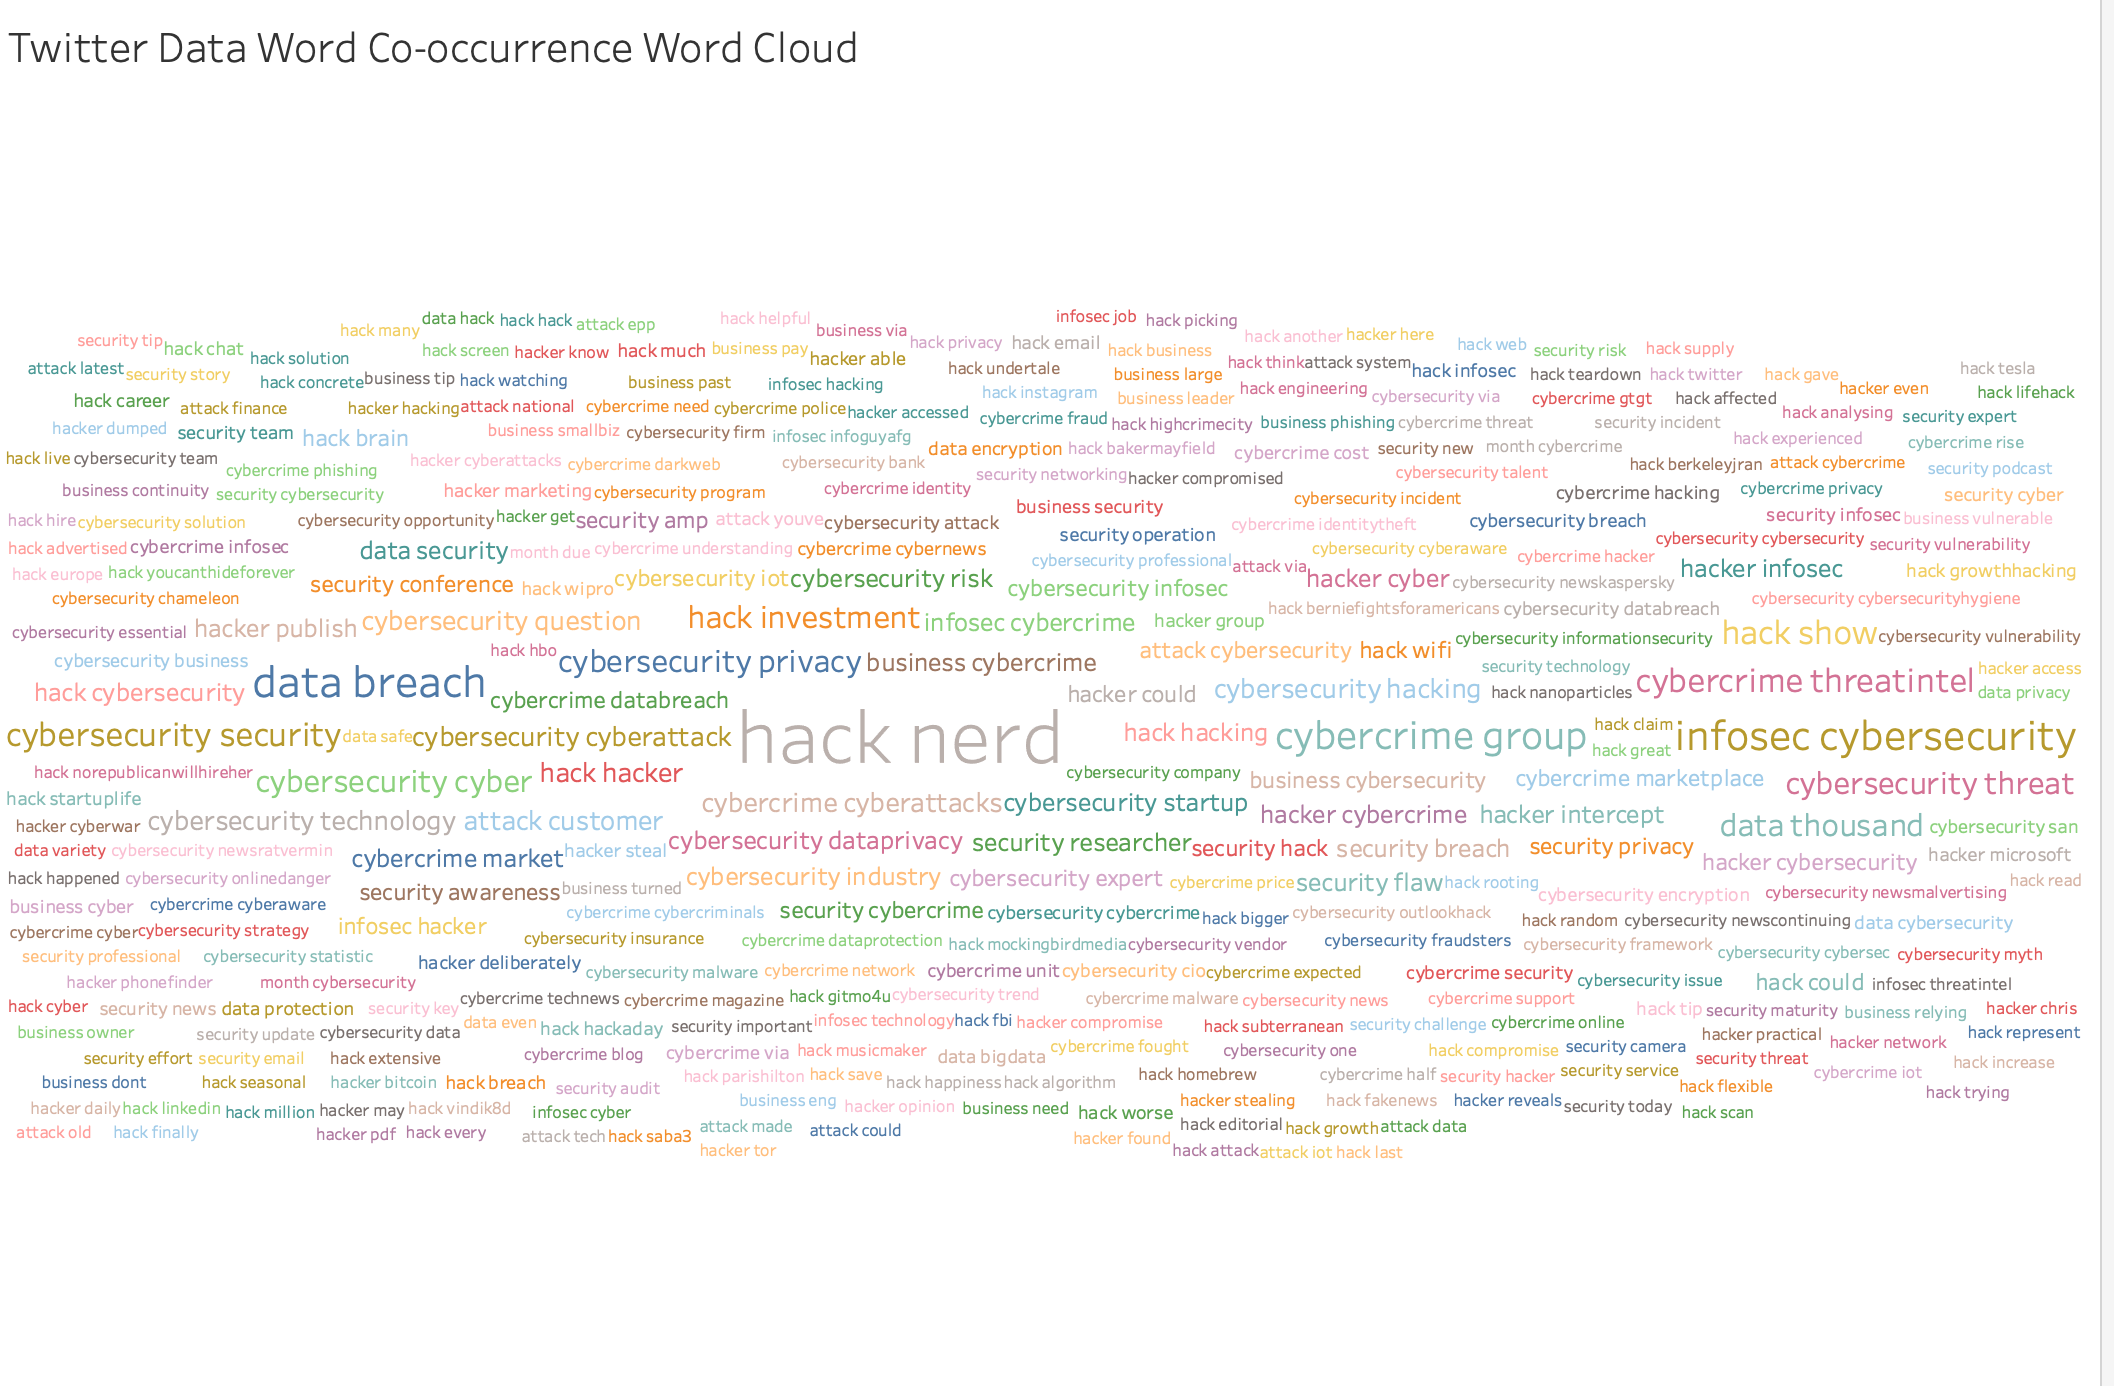 Twitter Data Word Co-occurrence Word Cloud
data hack hack hack attack epp hack helpful infosec job hack picking
hack many business via hack another hacker here
security tip hack chat hack privacy hack email hack web
hack solution hack screen hacker know hack much business pay hacker able hack business security risk hack supply
attack latest hack undertale hack think attack system hack infosec hack tesla
security story hack concrete business tip hack watching business past infosec hacking business large hack teardown hack twitter hack gave
hack career hack instagram business leader hack engineering cybersecurity via cybercrime gtgt hack affected hacker even hack lifehack
attack finance hacker hacking attack national cybercrime need cybercrime police hacker accessed cybercrime fraud hack analysing security expert
hacker dumped security team hack brain business smallbiz cybersecurity firm infosec infoguyafg hack highcrimecity business phishing cybercrime threat security incident
hack live cybersecurity team hacker cyberattacks cybercrime darkweb cybersecurity bank data encryption hack bakermayfield cybercrime cost security new month cybercrime hack experienced cybercrime rise
cybercrime phishing security networking hacker compromised cybersecurity talent hack berkeleyjran attack cybercrime security podcast
business continuity security cybersecurity hacker marketing cybersecurity program cybercrime identity cybersecurity incident cybercrime hacking cybercrime privacy security cyber
hack hire cybersecurity solution cybersecurity opportunity hacker get security amp attack youve cybersecurity attack business security cybercrime identitytheft cybersecurity breach security infosec business vulnerable
hack advertised cybercrime infosec data security month due cybercrime understanding cybercrime cybernews security operation cybersecurity cyberaware cybersecurity cybersecurity security vulnerability
hack europe hack youcanthideforever cybersecurity professional attack via cybercrime hacker hacker infosec hack growthhacking
security conference hack wipro cybersecurity iot cybersecurity risk cybersecurity infosec hacker cyber cybersecurity newskaspersky
cybersecurity chameleon hack berniefightsforamericans cybersecurity databreach cybersecurity cybersecurityhygiene
cybersecurity essential hacker publish cybersecurity question hack investment infosec cybercrime hacker group cybersecurity informationsecurity hack show cybersecurity vulnerability
cybersecurity business hack hbo cybersecurity privacy business cybercrime attack cybersecurity hack wifi security technology hacker access
hack cybersecurity data breach cybercrime databreach hacker could cybersecurity hacking hack nanoparticles cybercrime threatintel data privacy
cybersecurity security data safe cybersecurity cyberattack hack nerd hack hacking cybercrime group hack claim hack great infosec cybersecurity
hack norepublicanwillhireher cybersecurity cyber hack hacker cybersecurity company business cybersecurity cybercrime marketplace cybersecurity threat
hack startuplife cybercrime cyberattacks cybersecurity startup
hacker cyberwar cybersecurity technology attack customer hacker cybercrime hacker intercept data thousand cybersecurity san
data variety cybersecurity newsratvermin cybercrime market hacker steal cybersecurity dataprivacy security researcher security hack security breach security privacy hacker cybersecurity hacker microsoft
hack happened cybersecurity onlinedanger security awareness business turned cybersecurity industry cybersecurity expert cybercrime price security flaw hack rooting cybersecurity encryption cybersecurity newsmalvertising hack read
business cyber cybercrime cyberaware cybercrime cybercriminals security cybercrime cybersecurity cybercrime hack bigger cybersecurity outlookhack hack random cybersecurity newscontinuing data cybersecurity
cybercrime cyber cybersecurity strategy infosec hacker cybersecurity insurance cybercrime dataprotection hack mockingbirdmedia cybersecurity vendor cybersecurity fraudsters cybersecurity framework cybersecurity cybersec cybersecurity myth
security professional cybersecurity statistic hacker deliberately cybersecurity malware cybercrime network cybercrime unit cybersecurity cio cybercrime expected cybercrime security cybersecurity issue
hacker phonefinder month cybersecurity hack could infosec threatintel
hack cyber security news data protection security key cybercrime technews cybercrime magazine hack gitmo4u cybersecurity trend cybercrime malware cybersecurity news cybercrime support hack tip security maturity business relying hacker chris
business owner security update cybersecurity data data even hack hackaday security important infosec technology hack fbi hacker compromise hack subterranean security challenge cybercrime online hacker practical hacker network hack represent
security effort security email hack extensive cybercrime blog cybercrime via hack musicmaker data bigdata cybercrime fought cybersecurity one hack compromise security camera security threat hack increase
business dont hack seasonal hacker bitcoin hack breach security audit hack parishilton hack save hack happiness hack algorithm hack homebrew cybercrime half security hacker security service hack flexible cybercrime iot hack trying
hacker daily hack linkedin hack million hacker may hack vindik8d infosec cyber business eng hacker opinion business need hack worse hacker stealing hack fakenews hacker reveals security today hack scan
attack old hack finally hacker pdf hack every attack tech hack saba3 attack made attack could hacker found hack editorial hack growth attack data
hacker tor hack attack attack iot hack last